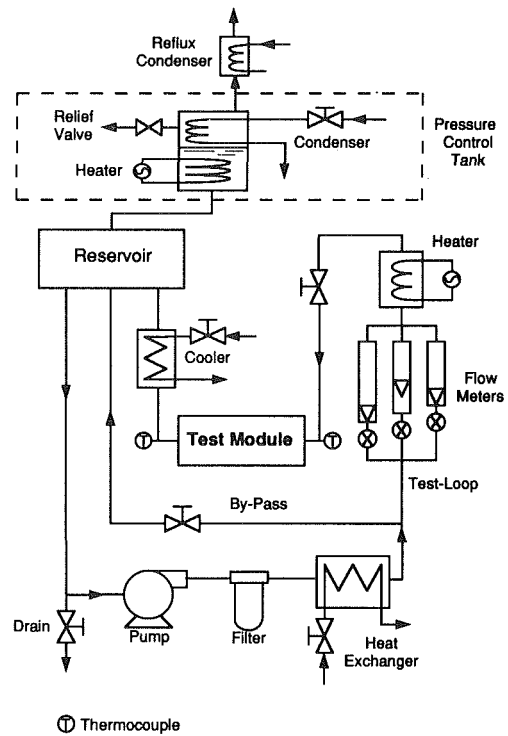 Reflux
Condenser
Relief
Valve
Condenser
Pressure
Control
Tank
Heater
Reservoir
Heater
Cooler
Flow
Meters
T
Test Module
T
Test-Loop
By-Pass
Drain
Pump
Filter
Heat
Exchanger
T Thermocouple